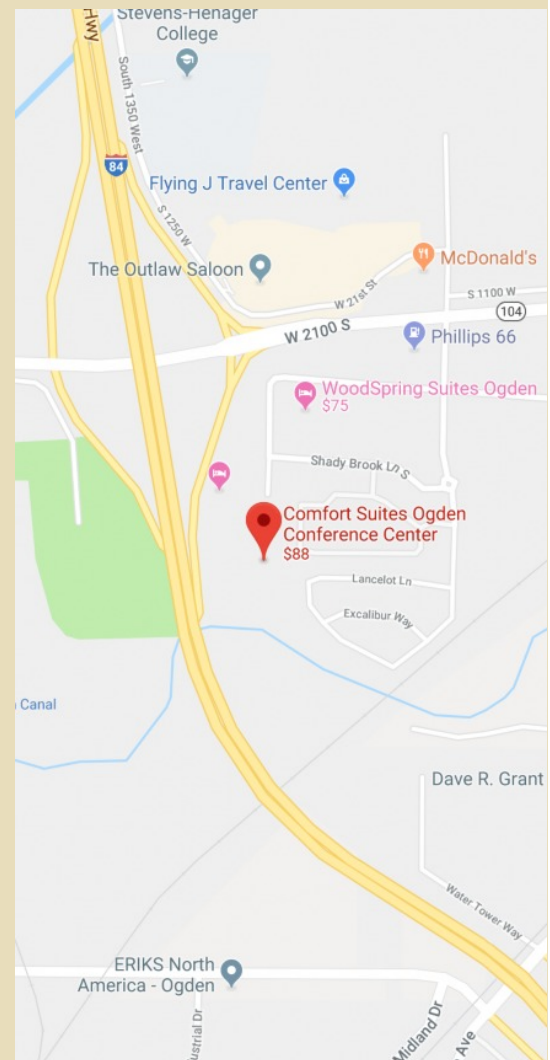 Stevens-Henager
College
Hwy
South 1350 West
84
Flying J Travel Center
S 1250 W
The Outlaw Saloon
McDonald's
W 21st St
S 1100 W
104
W 2100 S
Phillips 66
WoodSpring Suites Ogden
$75
Shady Brook Ln S
Comfort Suites Ogden
Conference Center
$88
Lancelot Ln
Excalibur Way
Canal
Dave R. Grant
Water Tower Way
ERIKS North
America - Ogden
ustrial Dr
Midland Dr
Ave